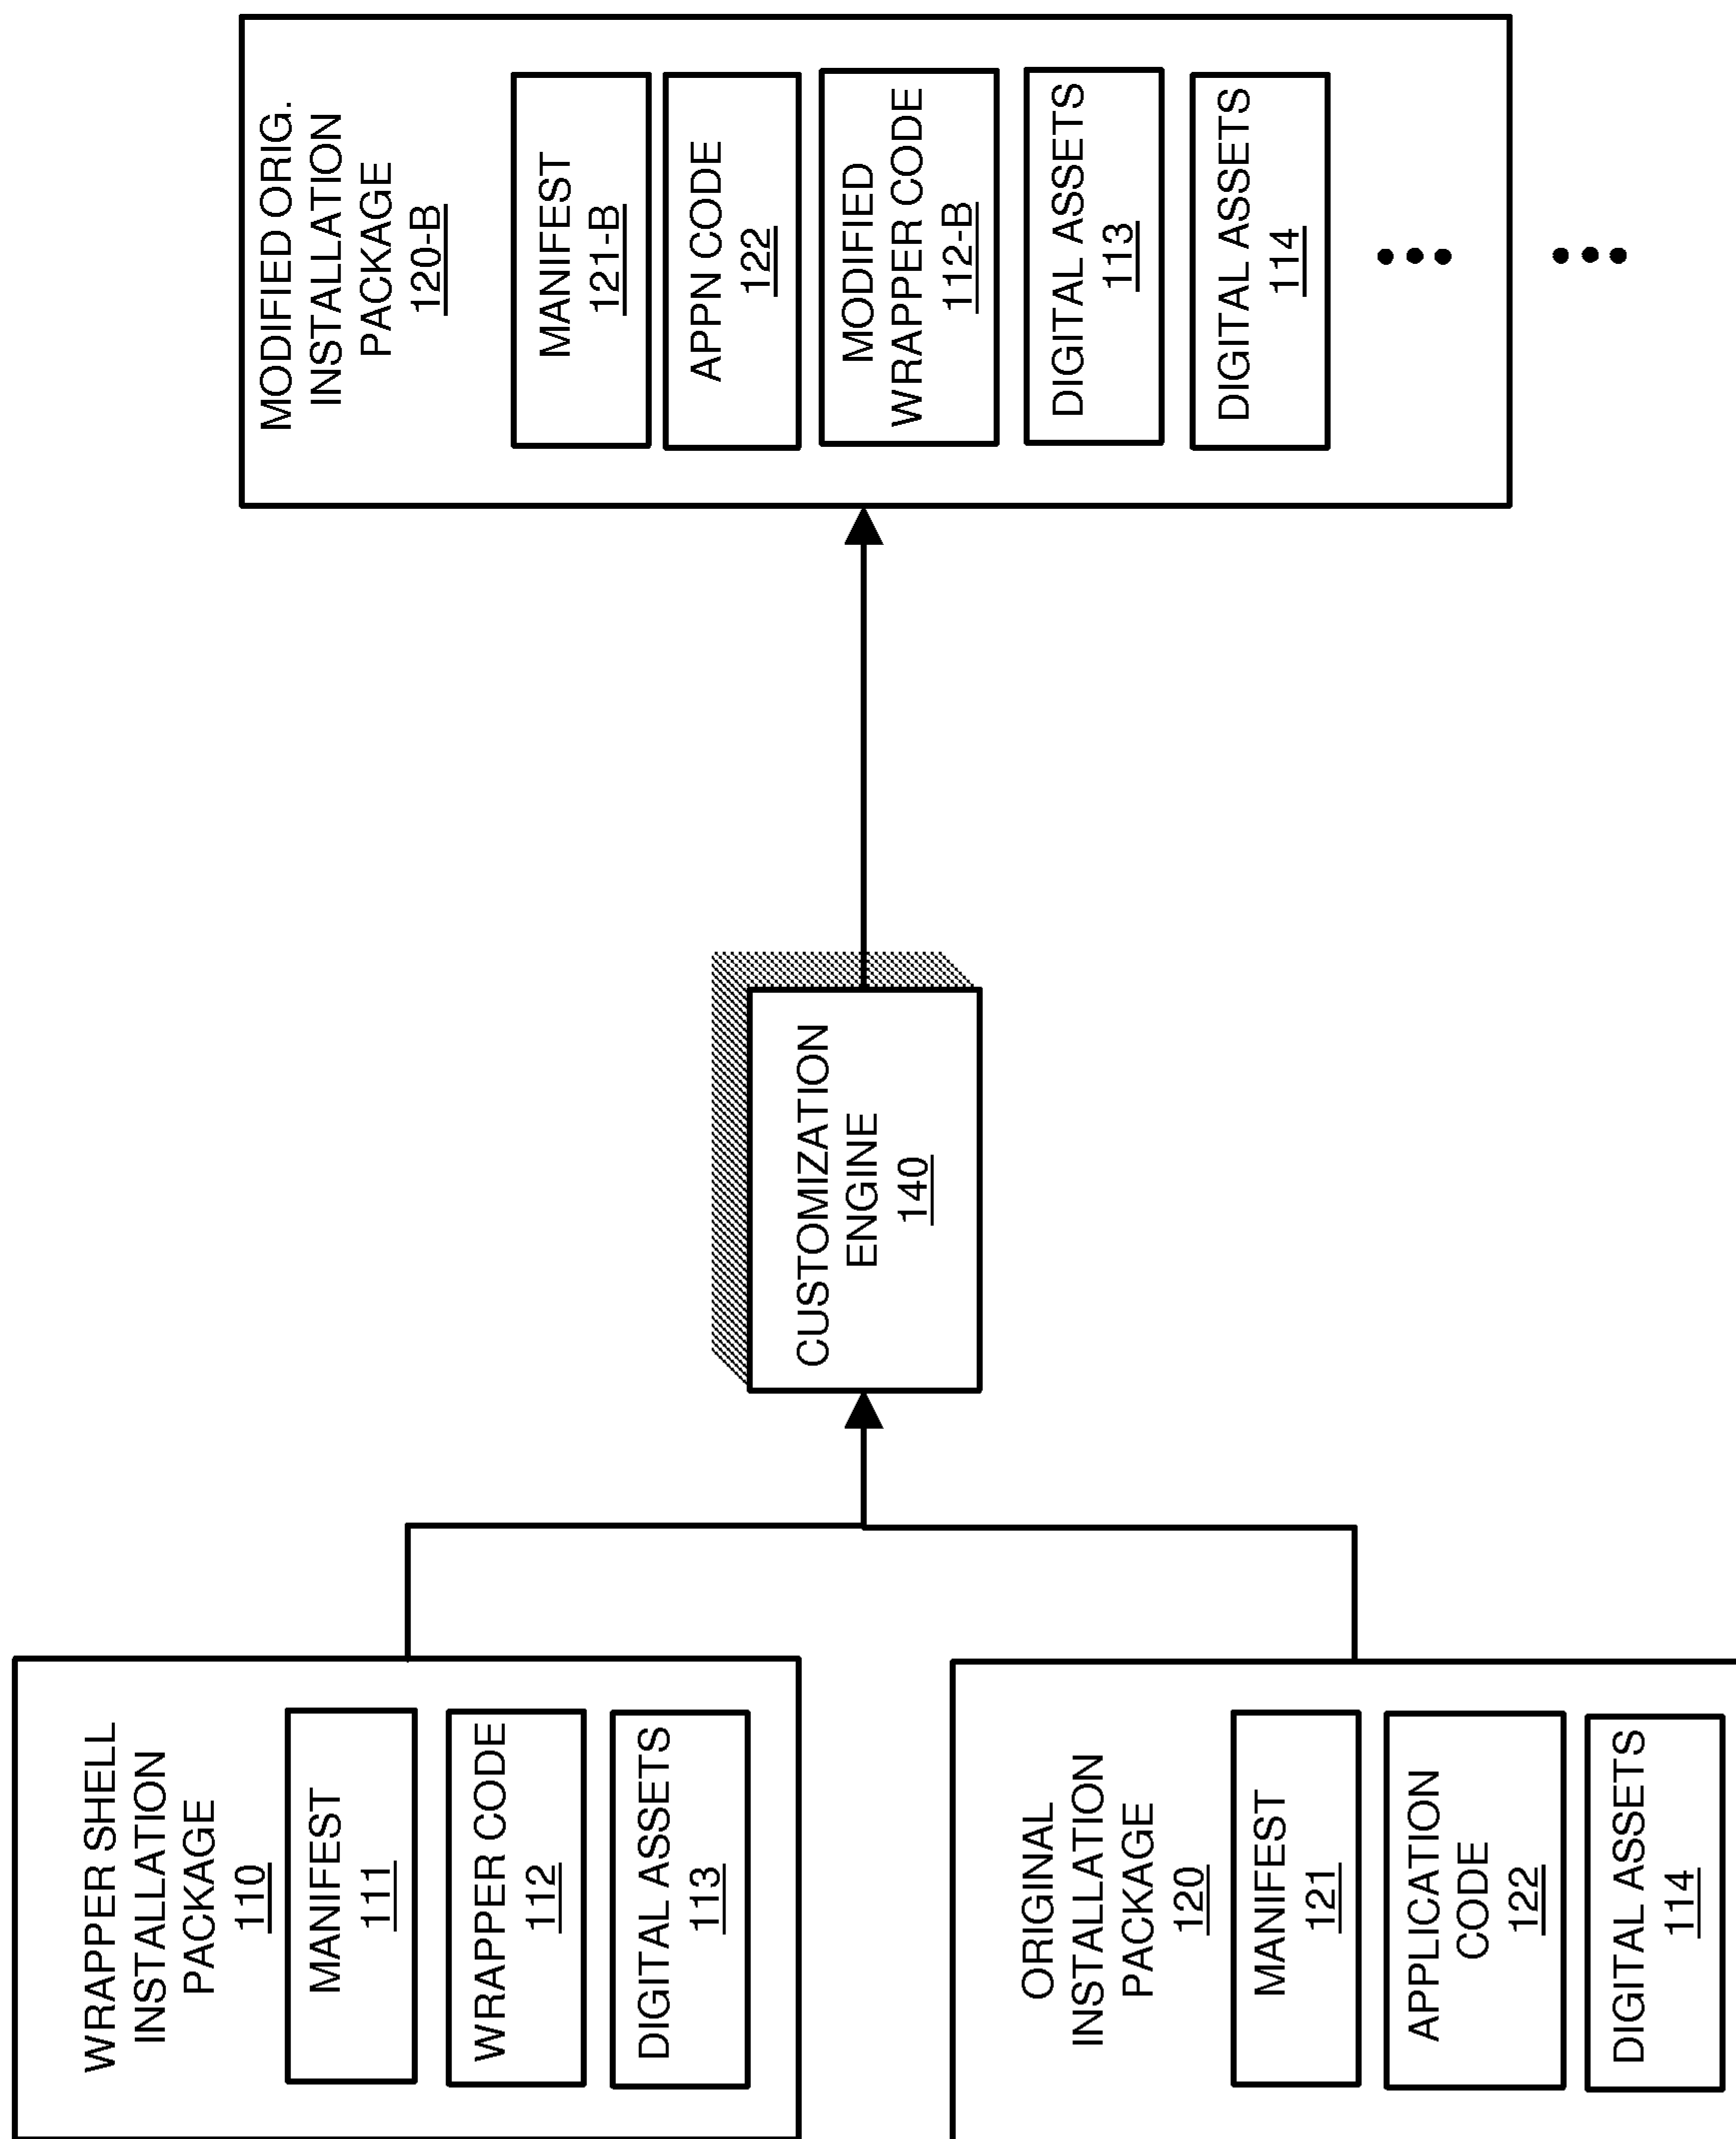 WRAPPER SHELL
INSTALLATION
PACKAGE
110
MANIFEST
111
WRAPPER CODE
112
DIGITAL ASSETS
113
ORIGINAL
INSTALLATION
PACKAGE
120
MANIFEST
121
APPLICATION
CODE
122
DIGITAL ASSETS
114
CUSTOMIZATION
ENGINE
140
MODIFIED ORIG.
INSTALLATION
PACKAGE
120-B
MANIFEST
121-B
APPN CODE
122
MODIFIED
WRAPPER CODE
112-B
DIGITAL ASSETS
113
DIGITAL ASSETS
114